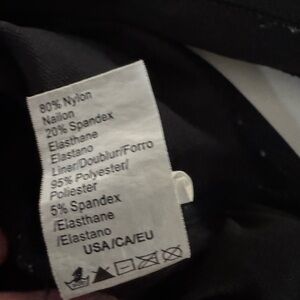 80% Nylon
Nailon
20% Spandex
Elasthane
Elastano
Liner/Doublur/Forro
95% Polyester/
Poliester
5% Spandex
/Elasthane
/Elastano
USA/CA/EU